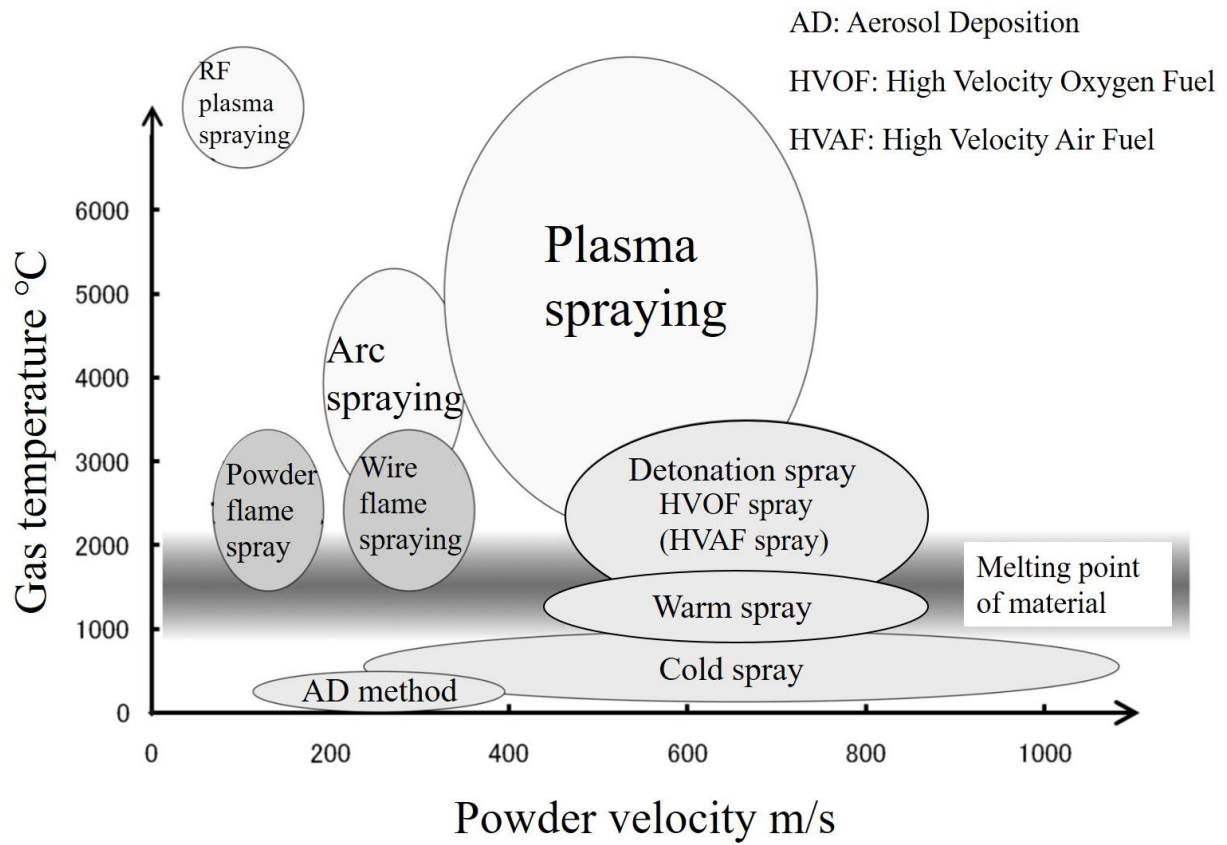 AD: Aerosol Deposition
HVOF: High Velocity Oxygen Fuel
HVAF: High Velocity Air Fuel
RF
plasma
spraying
Plasma
spraying
Arc
spraying
Powder
flame
spray
Wire
flame
spraying
Detonation spray
HVOF spray
(HVAF spray)
Melting point
of material
Warm spray
Cold spray
AD method
Gas temperature °C
6000
5000
4000
3000
2000
1000
0
0
200
400
600
800
1000
Powder velocity m/s